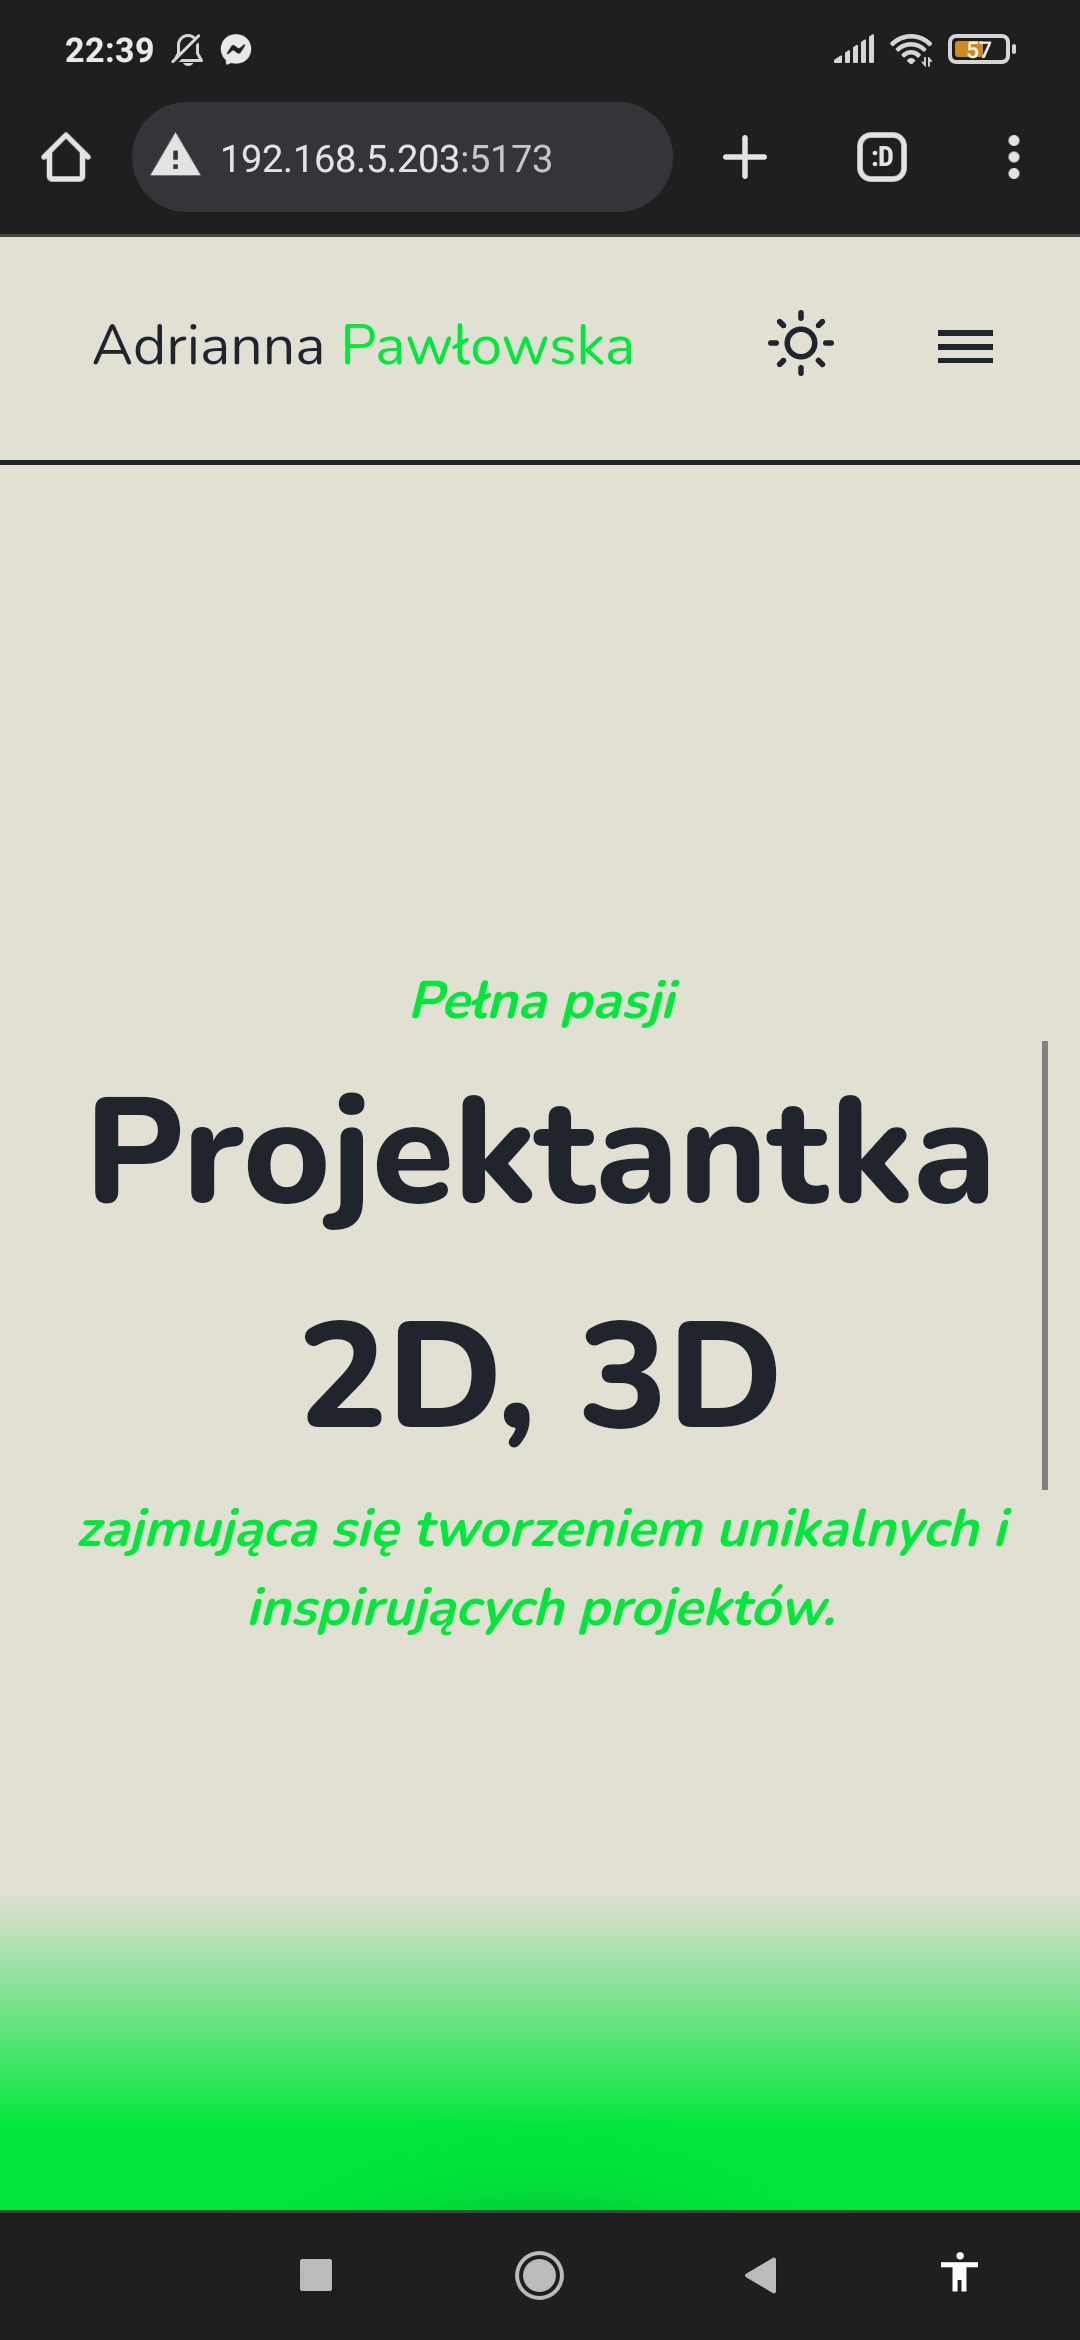 22:39
57
192.168.5.203:5173
:D
Adrianna Pawłowska
Pełna pasji
Projektantka
2D, 3D
zajmująca się tworzeniem unikalnych i
inspirujących projektów.